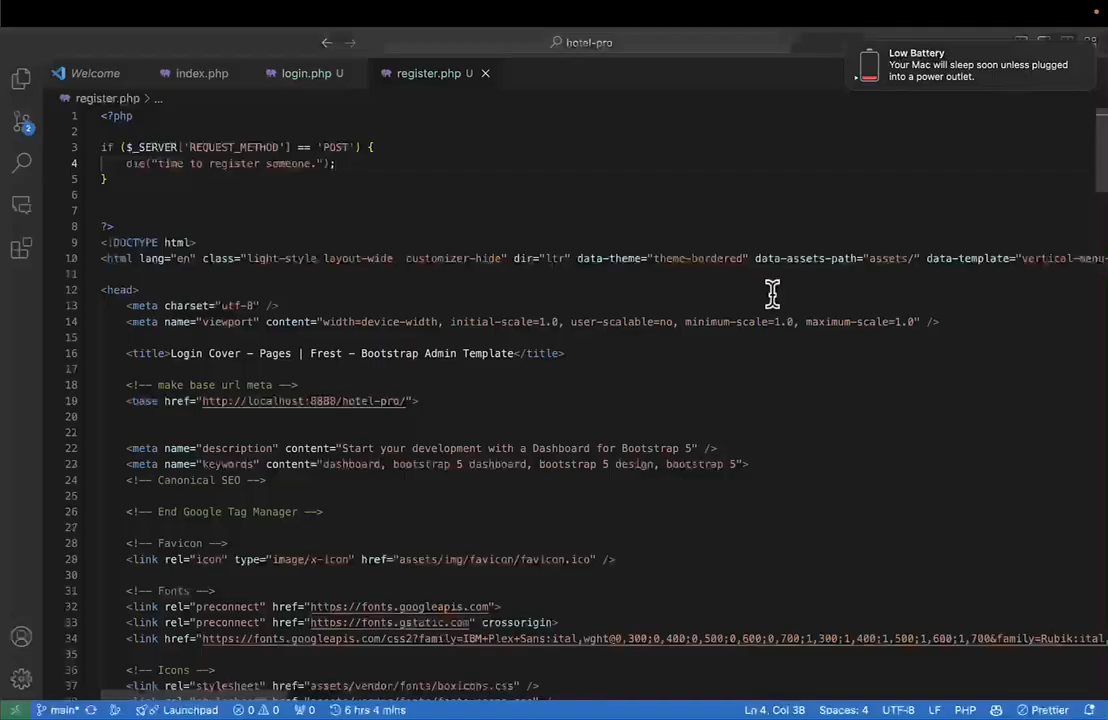 hotel-pro
Low Battery
Your Mac will sleep soon unless plugged
into a power outlet.
Welcome
index.php
login.php U
register.php U
register.php > ...
1 <?php
2
3 if ($_SERVER['REQUEST_METHOD'] == 'POST') {
4 die("time to register someone.");
5 }
6
7
8 ?>
9 <!DOCTYPE html>
10 <html lang="en" class="light-style layout-wide  customizer-hide" dir="ltr" data-theme="theme-bordered" data-assets-path="assets/" data-template="vertical-menu-
11
12 <head>
13 <meta charset="utf-8" />
14 <meta name="viewport" content="width=device-width, initial-scale=1.0, user-scalable=no, minimum-scale=1.0, maximum-scale=1.0" />
15
16 <title>Login Cover - Pages | Frest - Bootstrap Admin Template</title>
17
18 <!-- make base url meta -->
19 <base href="http://localhost:8888/hotel-pro/">
20
21
22 <meta name="description" content="Start your development with a Dashboard for Bootstrap 5" />
23 <meta name="keywords" content="dashboard, bootstrap 5 dashboard, bootstrap 5 design, bootstrap 5">
24 <!-- Canonical SEO -->
25
26 <!-- End Google Tag Manager -->
27
28 <!-- Favicon -->
29 <link rel="icon" type="image/x-icon" href="assets/img/favicon/favicon.ico" />
30
31 <!-- Fonts -->
32 <link rel="preconnect" href="https://fonts.googleapis.com">
33 <link rel="preconnect" href="https://fonts.gstatic.com" crossorigin>
34 <link href="https://fonts.googleapis.com/css2?family=IBM+Plex+Sans:ital,wght@0,300;0,400;0,500;0,600;0,700;1,300;1,400;1,500;1,600;1,700&family=Rubik:ital,
35
36 <!-- Icons -->
37 <link rel="stylesheet" href="assets/vendor/fonts/boxicons.css" />
2
main*
Launchpad
0 0
0
6 hrs 4 mins
Ln 4, Col 38
Spaces: 4
UTF-8
LF
PHP
Prettier